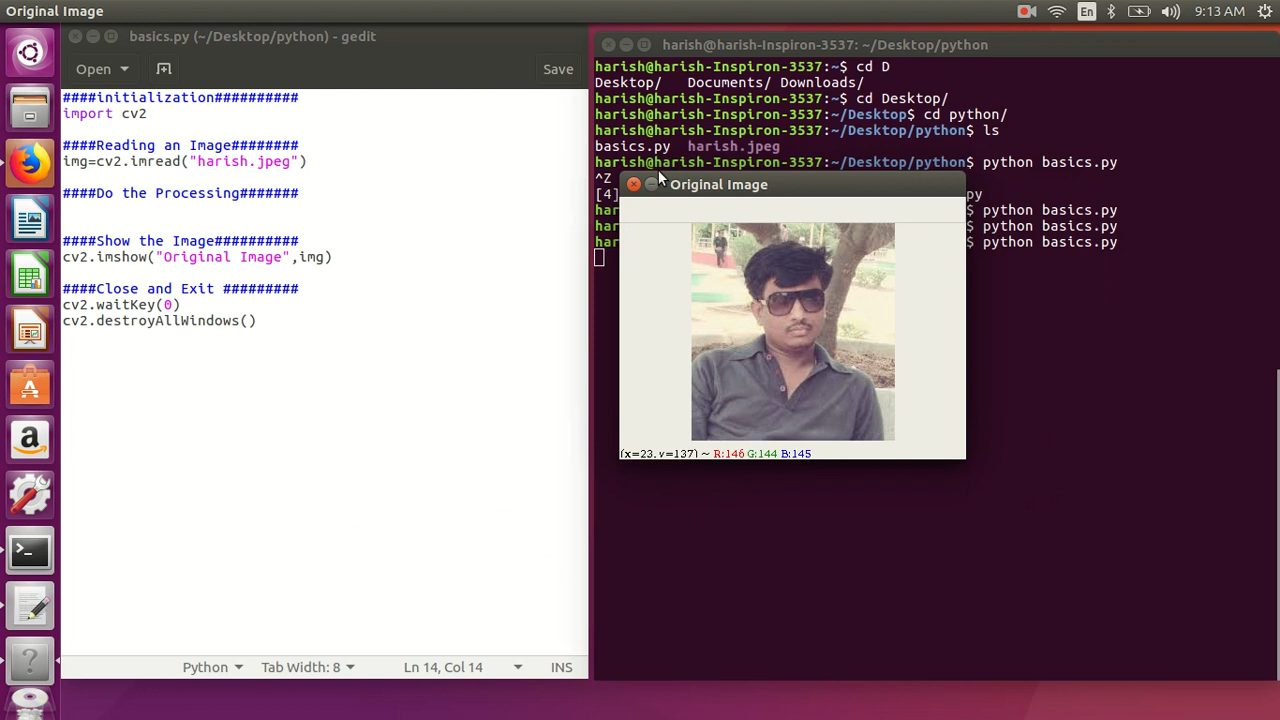 Original Image
En
9:13 AM
basics.py (~/Desktop/python) - gedit
Open
Save
####initialization##########
import cv2
####Reading an Image########
img=cv2.imread("harish.jpeg")
####Do the Processing#######
####Show the Image##########
cv2.imshow("Original Image",img)
####Close and Exit #########
cv2.waitKey(0)
cv2.destroyAllWindows()
Python
Tab Width: 8
Ln 14, Col 14
INS
harish@harish-Inspiron-3537: ~/Desktop/python
harish@harish-Inspiron-3537:~$ cd D
Desktop/ Documents/ Downloads/
harish@harish-Inspiron-3537:~$ cd Desktop/
harish@harish-Inspiron-3537:~/Desktop$ cd python/
harish@harish-Inspiron-3537:~/Desktop/python$ ls
basics.py harish.jpeg
harish@harish-Inspiron-3537:~/Desktop/python$ python basics.py
^Z
[4] py
har $ python basics.py
har $ python basics.py
har $ python basics.py
Original Image
(x=23, y=137) ~ R:146 G:144 B:145